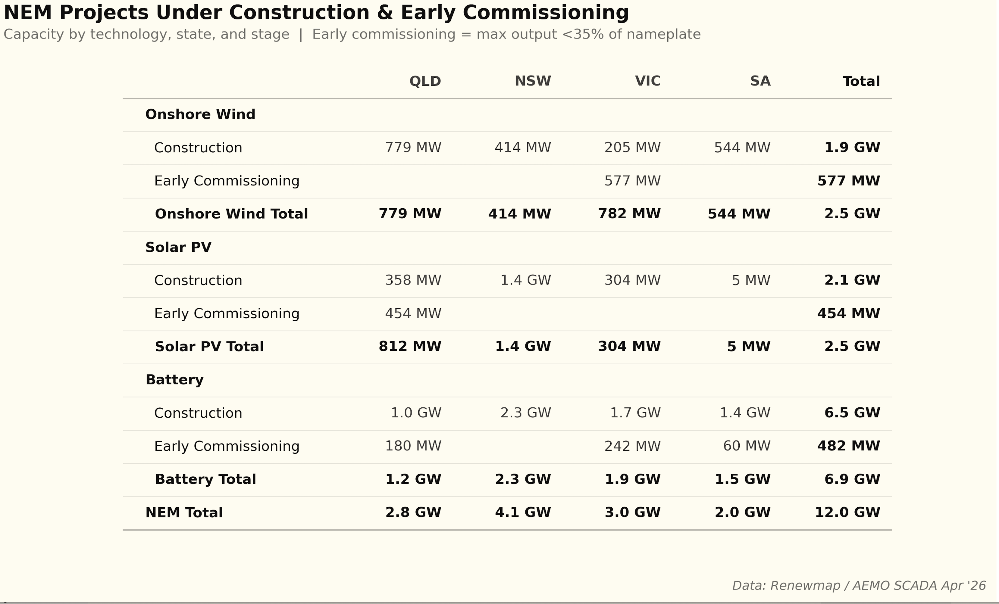 NEM Projects Under Construction & Early Commissioning
Capacity by technology, state, and stage | Early commissioning = max output <35% of nameplate
QLD NSW VIC SA Total
Onshore Wind
Construction 779 MW 414 MW 205 MW 544 MW 1.9 GW
Early Commissioning 577 MW 577 MW
Onshore Wind Total 779 MW 414 MW 782 MW 544 MW 2.5 GW
Solar PV
Construction 358 MW 1.4 GW 304 MW 5 MW 2.1 GW
Early Commissioning 454 MW 454 MW
Solar PV Total 812 MW 1.4 GW 304 MW 5 MW 2.5 GW
Battery
Construction 1.0 GW 2.3 GW 1.7 GW 1.4 GW 6.5 GW
Early Commissioning 180 MW 242 MW 60 MW 482 MW
Battery Total 1.2 GW 2.3 GW 1.9 GW 1.5 GW 6.9 GW
NEM Total 2.8 GW 4.1 GW 3.0 GW 2.0 GW 12.0 GW
Data: Renewmap / AEMO SCADA Apr '26